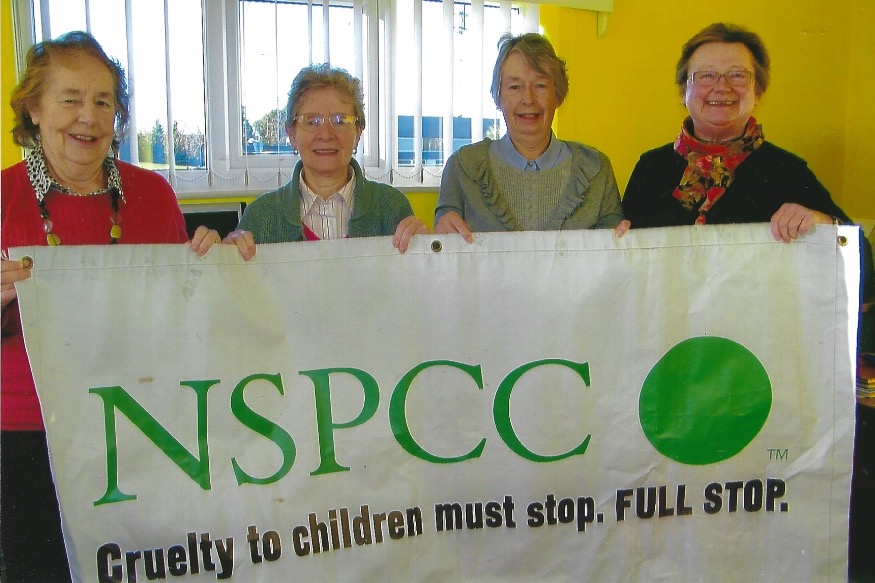 NSPCC
TM
Cruelty to children must stop. FULL STOP.